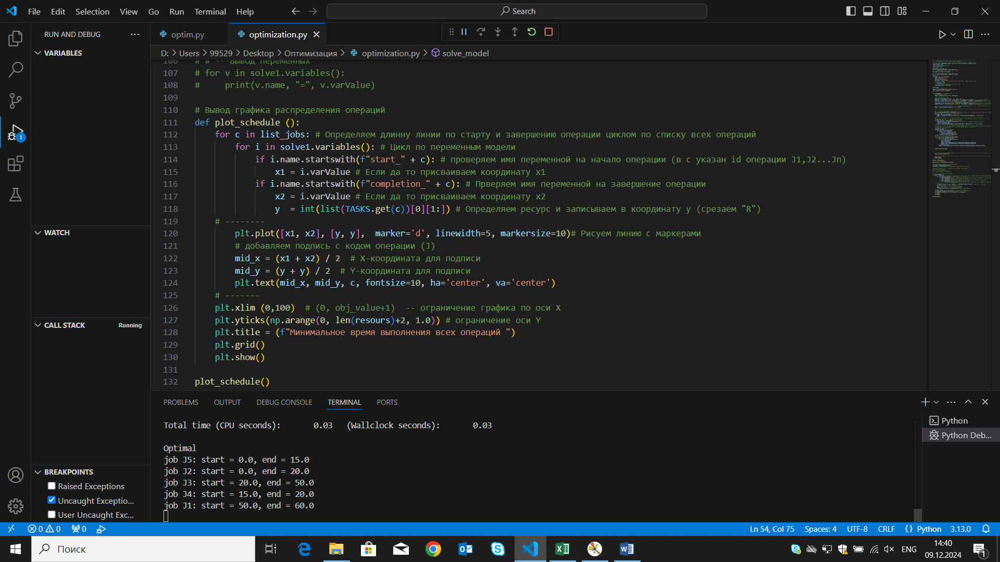 File Edit Selection View Go Run Terminal Help
Search
RUN AND DEBUG
optim.py
optimization.py
VARIABLES
D: > Users > 99529 > Desktop > Оптимизация > optimization.py > solve_model
106 # # ---Вывод переменных
107 # for v in solve1.variables():
108 #     print(v.name, "=", v.varValue)
109
110 # Вывод графика распределения операций
111 def plot_schedule ():
112     for c in list_jobs: # Определяем длинну линии по старту и завершению операции циклом по списку всех операций
113         for i in solve1.variables(): # Цикл по переменным модели
114             if i.name.startswith(f"start_" + c): # проверяем имя переменной на начало операции (в с указан id операции J1,J2...Jn)
115                 x1 = i.varValue # Если да то присваиваем координату x1
116             if i.name.startswith(f"completion_" + c): # Прверяем имя переменной на завершение операции
117                 x2 = i.varValue # Если да то присваиваем координату x2
118                 y  = int(list(TASKS.get(c))[0][1:]) # Определяем ресурс и записываем в координату y (срезаем "R")
119     # --------
120         plt.plot([x1, x2], [y, y],  marker='d', linewidth=5, markersize=10)# Рисуем линию с маркерами
121         # добавляем подпись с кодом операции (J)
122         mid_x = (x1 + x2) / 2  # X-координата для подписи
123         mid_y = (y + y) / 2  # Y-координата для подписи
124         plt.text(mid_x, mid_y, c, fontsize=10, ha='center', va='center')
125     # -------
126     plt.xlim (0,100)  # (0, obj_value+1)  -- ограничение графика по оси X
127     plt.yticks(np.arange(0, len(resours)+2, 1.0)) # ограничение оси Y
128     plt.title = (f"Минимальное время выполнения всех операций ")
129     plt.grid()
130     plt.show()
131
132 plot_schedule()
WATCH
CALL STACK Running
BREAKPOINTS
Raised Exceptions
Uncaught Exceptio...
User Uncaught Exc...
PROBLEMS OUTPUT DEBUG CONSOLE TERMINAL PORTS
Total time (CPU seconds):       0.03   (Wallclock seconds):       0.03
Optimal
job J5: start = 0.0, end = 15.0
job J2: start = 0.0, end = 20.0
job J3: start = 20.0, end = 50.0
job J4: start = 15.0, end = 20.0
job J1: start = 50.0, end = 60.0
Python
Python Deb...
0 0 0
Ln 54, Col 75 Spaces: 4 UTF-8 CRLF {} Python 3.13.0
Поиск
ENG
14:40
09.12.2024
1
1